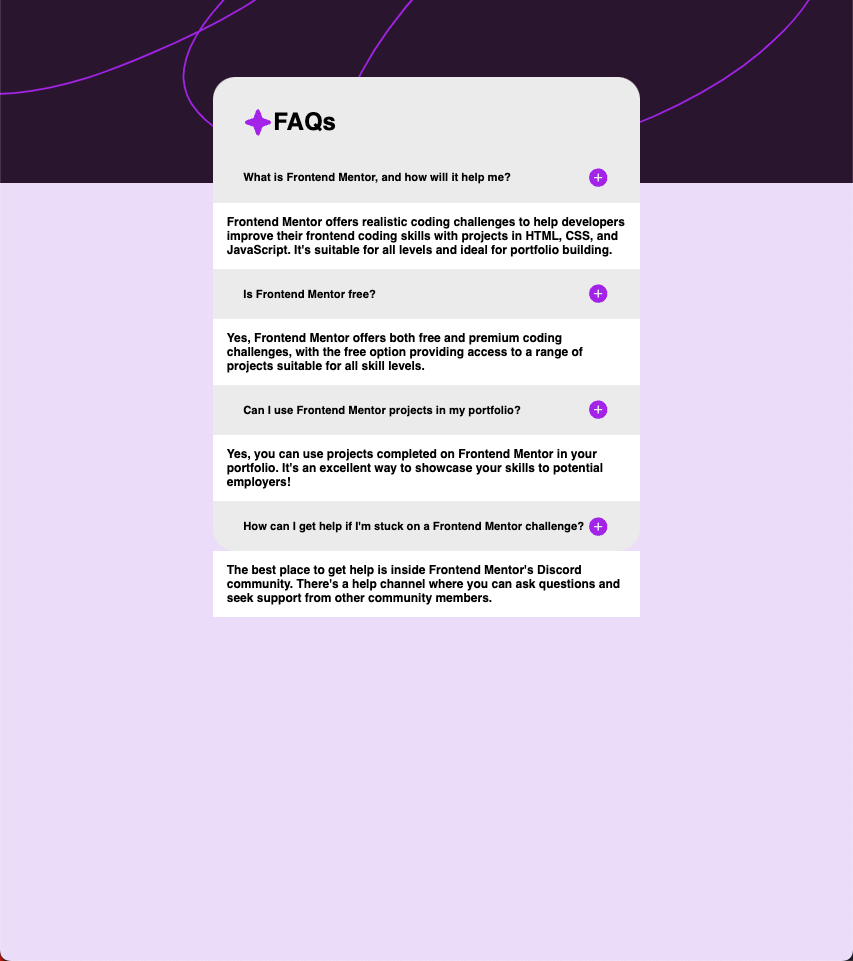 FAQs
What is Frontend Mentor, and how will it help me?
Frontend Mentor offers realistic coding challenges to help developers
improve their frontend coding skills with projects in HTML, CSS, and
JavaScript. It's suitable for all levels and ideal for portfolio building.
Is Frontend Mentor free?
Yes, Frontend Mentor offers both free and premium coding
challenges, with the free option providing access to a range of
projects suitable for all skill levels.
Can I use Frontend Mentor projects in my portfolio?
Yes, you can use projects completed on Frontend Mentor in your
portfolio. It's an excellent way to showcase your skills to potential
employers!
How can I get help if I'm stuck on a Frontend Mentor challenge?
The best place to get help is inside Frontend Mentor's Discord
community. There's a help channel where you can ask questions and
seek support from other community members.